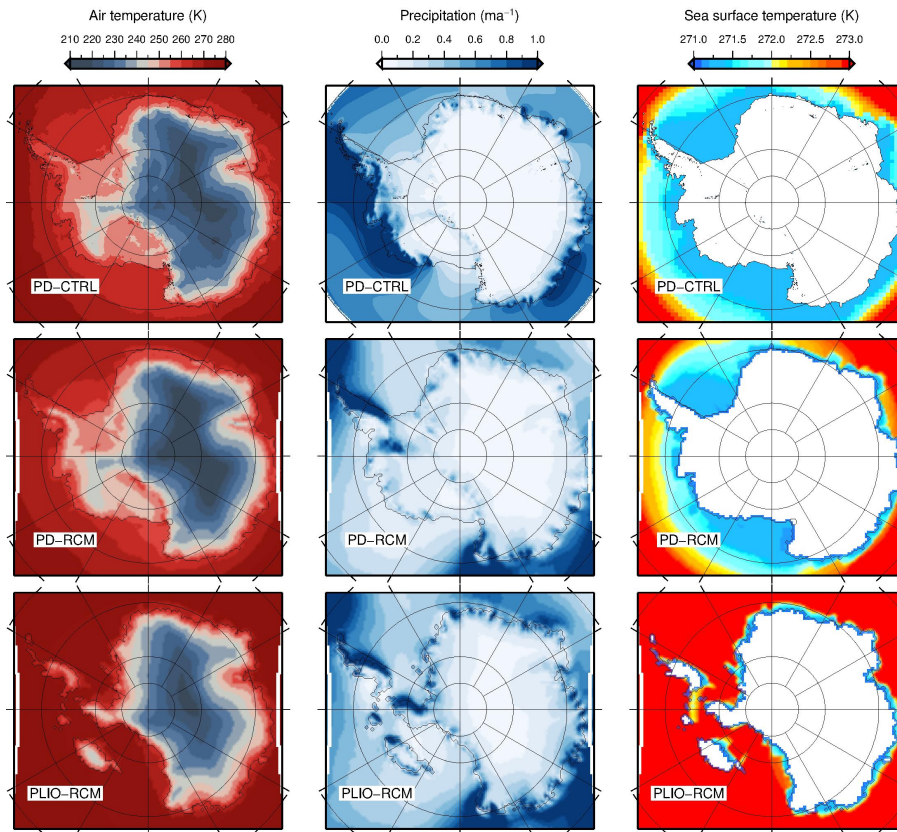 Air temperature (K)
Precipitation (ma⁻¹)
Sea surface temperature (K)
210 220 230 240 250 260 270 280
0.0 0.2 0.4 0.6 0.8 1.0
271.0 271.5 272.0 272.5 273.0
PD−CTRL
PD−CTRL
PD−CTRL
PD−RCM
PD−RCM
PD−RCM
PLIO−RCM
PLIO−RCM
PLIO−RCM